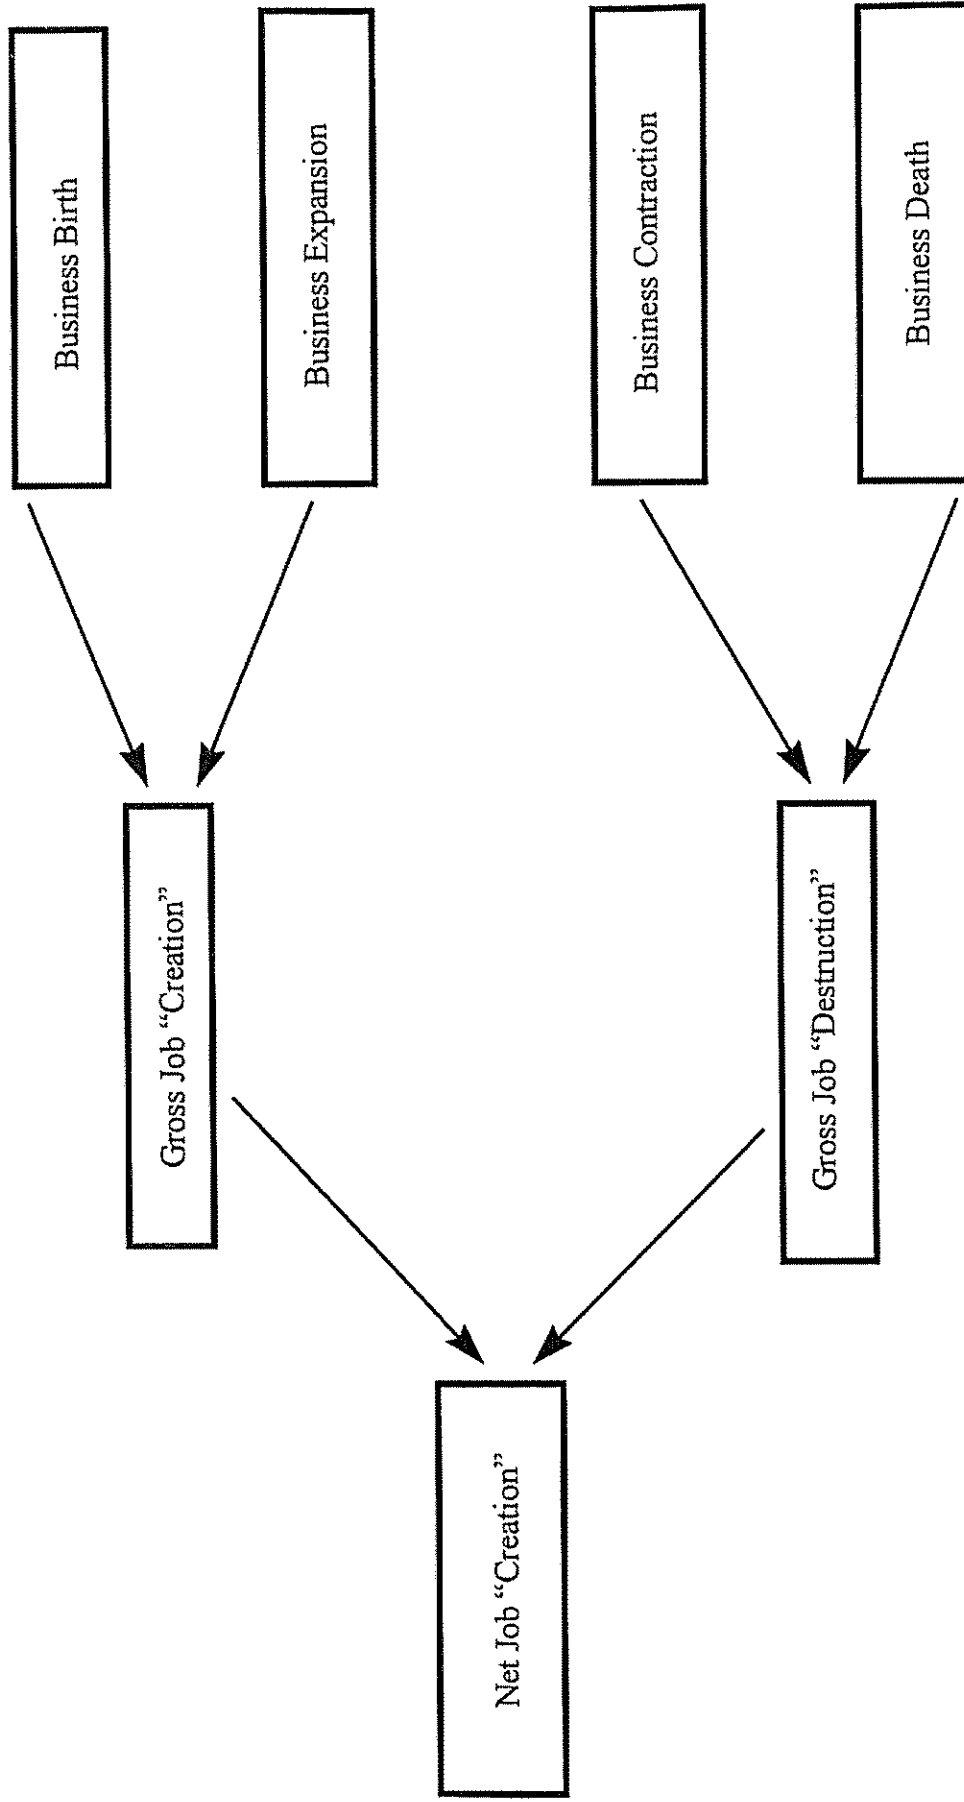 Business Birth
Business Expansion
Business Contraction
Business Death
Gross Job “Creation”
Gross Job “Destruction”
Net Job “Creation”